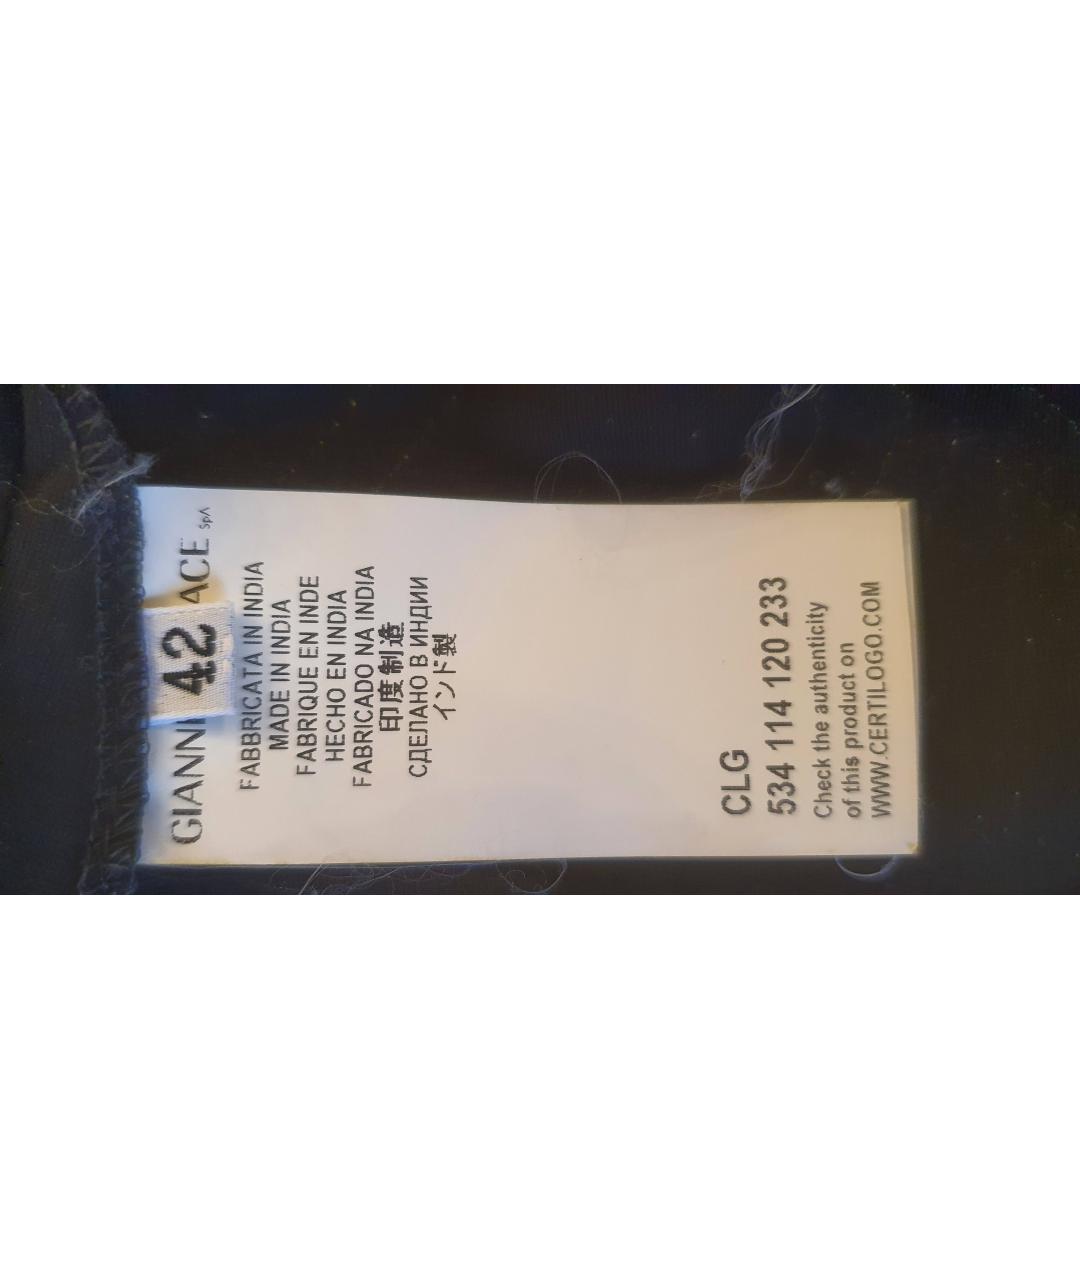 GIANNI ACE SpA
42
FABBRICATA IN INDIA
MADE IN INDIA
FABRIQUE EN INDE
HECHO EN INDIA
FABRICADO NA INDIA
印度制造
СДЕЛАНО В ИНДИИ
インド製
CLG
534 114 120 233
Check the authenticity
of this product on
WWW.CERTILOGO.COM